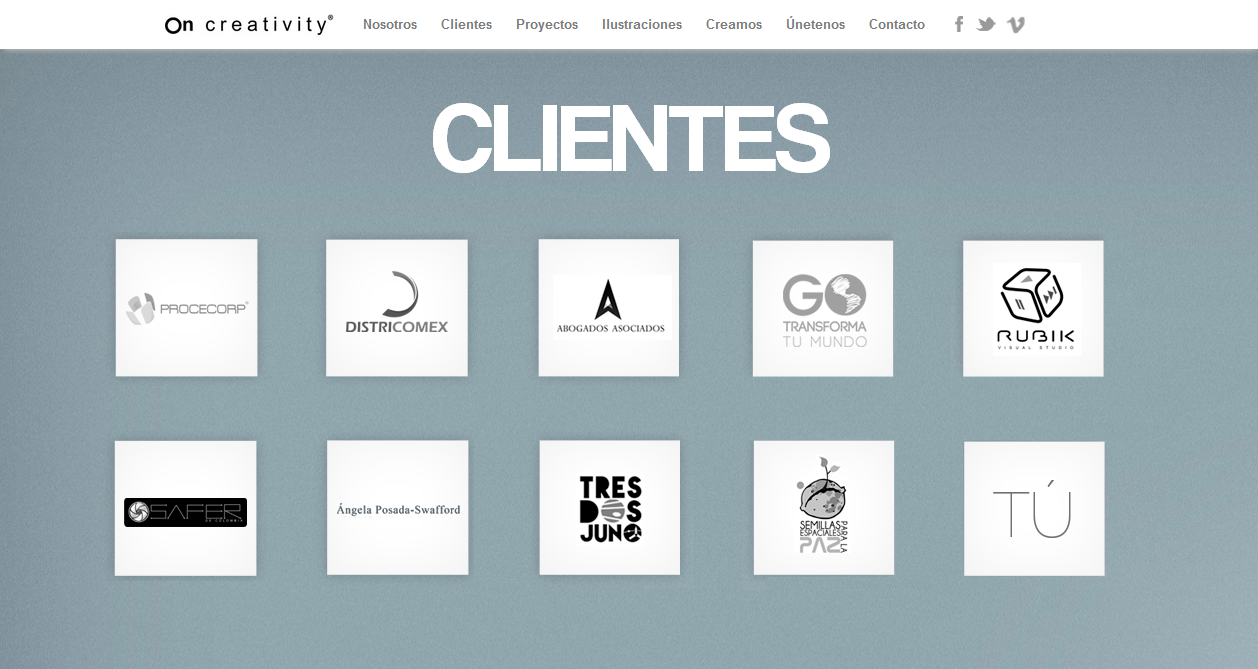 On creativity®
Nosotros Clientes Proyectos Ilustraciones Creamos Únetenos Contacto
CLIENTES
PROCECORP®
DISTRICOMEX
ABOGADOS ASOCIADOS
GO
TRANSFORMA
TU MUNDO
RUBIK
VISUAL STUDIO
SAFER
DE COLOMBIA
Ángela Posada-Swafford
TRES
DOS
JUNO
SEMILLAS
ESPACIALES
PARA LA
PAZ
TÚ